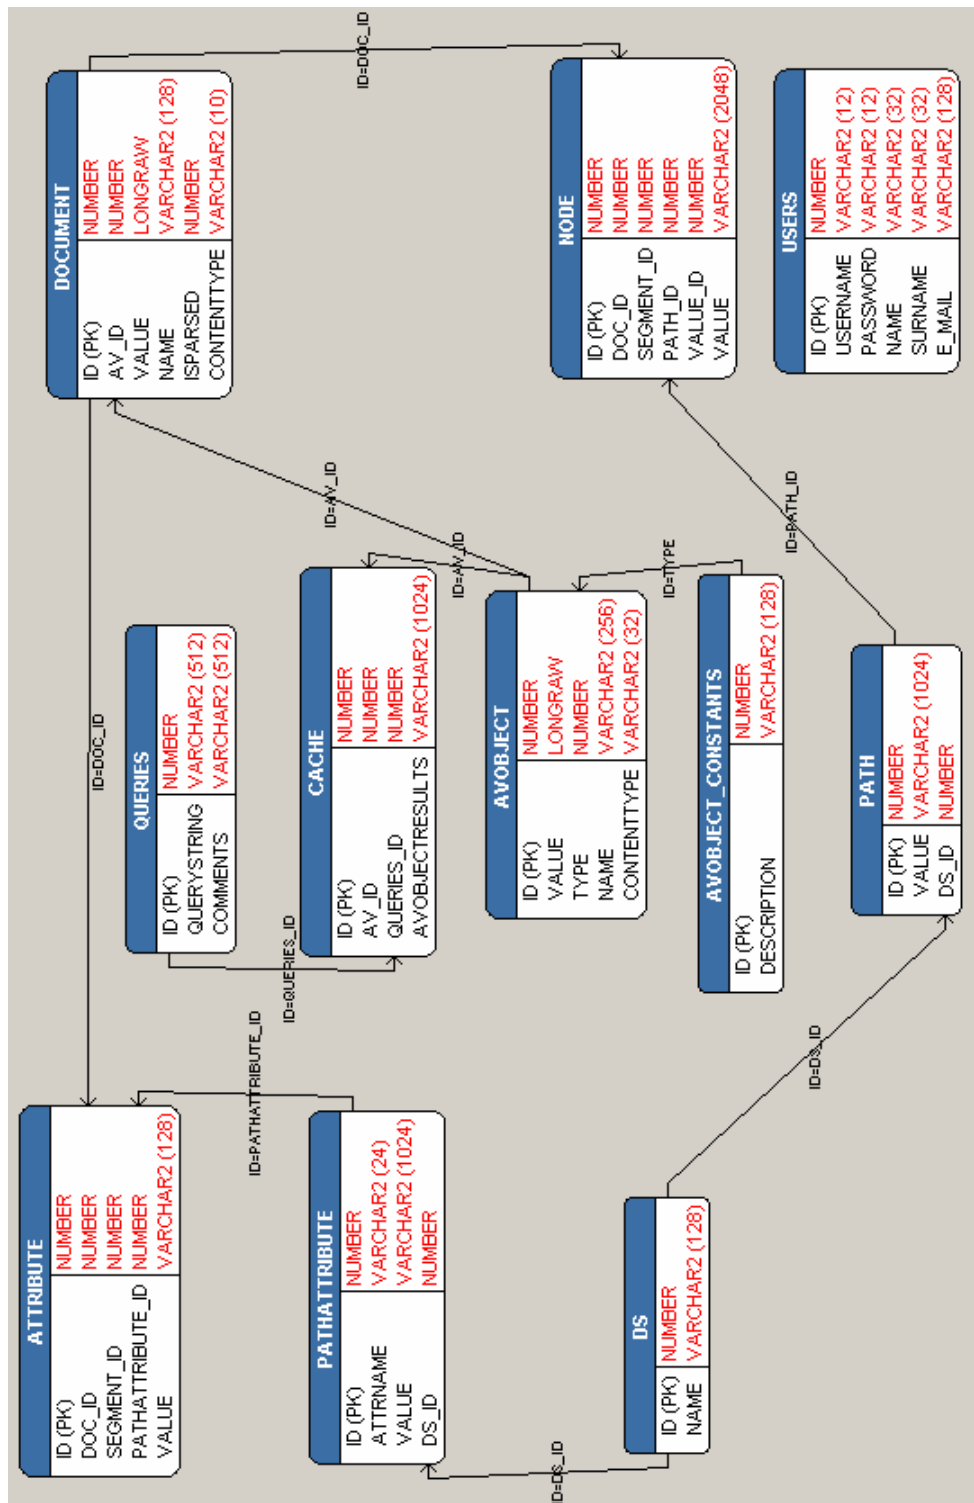 ATTRIBUTE
ID (PK) NUMBER
DOC_ID NUMBER
SEGMENT_ID NUMBER
PATHATTRIBUTE_ID NUMBER
VALUE VARCHAR2 (128)
ID=DOC_ID
DOCUMENT
ID (PK) NUMBER
AV_ID NUMBER
VALUE LONGRAW
NAME VARCHAR2 (128)
ISPARSED NUMBER
CONTENTTYPE VARCHAR2 (10)
ID=DOC_ID
QUERIES
ID (PK) NUMBER
QUERYSTRING VARCHAR2 (512)
COMMENTS VARCHAR2 (512)
ID=PATHATTRIBUTE_ID
ID=QUERIES_ID
PATHATTRIBUTE
ID (PK) NUMBER
ATTRNAME VARCHAR2 (24)
VALUE VARCHAR2 (1024)
DS_ID NUMBER
CACHE
ID (PK) NUMBER
AV_ID NUMBER
QUERIES_ID NUMBER
AVOBJECTRESULTS VARCHAR2 (1024)
ID=AV_ID
ID=AV_ID
AVOBJECT
ID (PK) NUMBER
VALUE LONGRAW
TYPE NUMBER
NAME VARCHAR2 (256)
CONTENTTYPE VARCHAR2 (32)
ID=DS_ID
NODE
ID (PK) NUMBER
DOC_ID NUMBER
SEGMENT_ID NUMBER
PATH_ID NUMBER
VALUE_ID NUMBER
VALUE VARCHAR2 (2048)
DS
ID (PK) NUMBER
NAME VARCHAR2 (128)
ID=TYPE
AVOBJECT_CONSTANTS
ID (PK) NUMBER
DESCRIPTION VARCHAR2 (128)
ID=PATH_ID
USERS
ID (PK) NUMBER
USERNAME VARCHAR2 (12)
PASSWORD VARCHAR2 (12)
NAME VARCHAR2 (32)
SURNAME VARCHAR2 (32)
E_MAIL VARCHAR2 (128)
ID=DS_ID
PATH
ID (PK) NUMBER
VALUE VARCHAR2 (1024)
DS_ID NUMBER